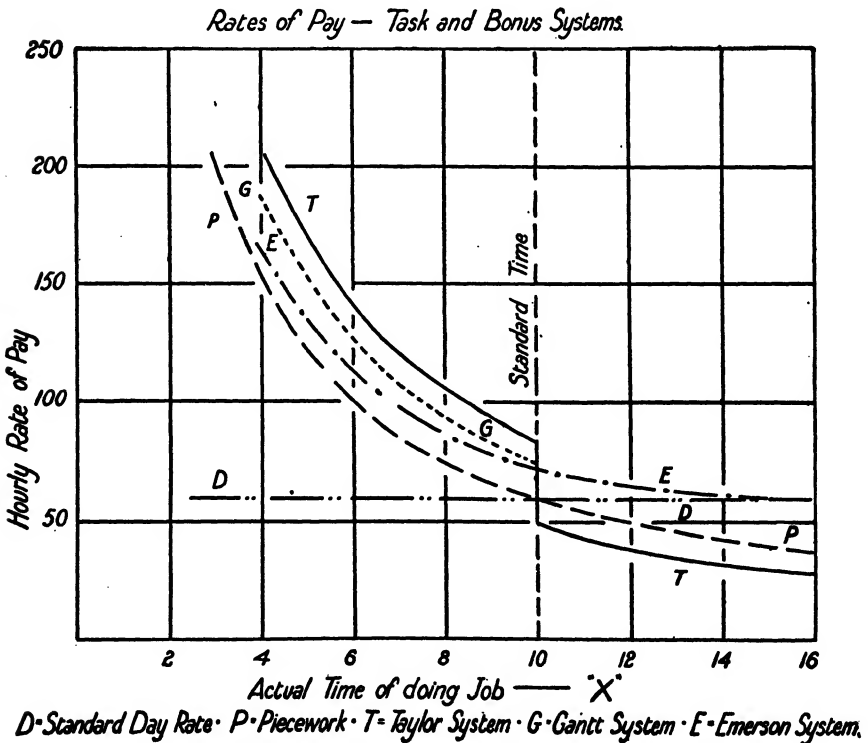 Rates of Pay — Task and Bonus Systems.
250
200
150
100
50
Hourly Rate of Pay
G
T
P
E
Standard Time
G
D
E
D
P
T
2 4 6 8 10 12 14 16
Actual Time of doing Job — "X"
D=Standard Day Rate · P=Piecework · T=Taylor System · G=Gantt System · E=Emerson System.